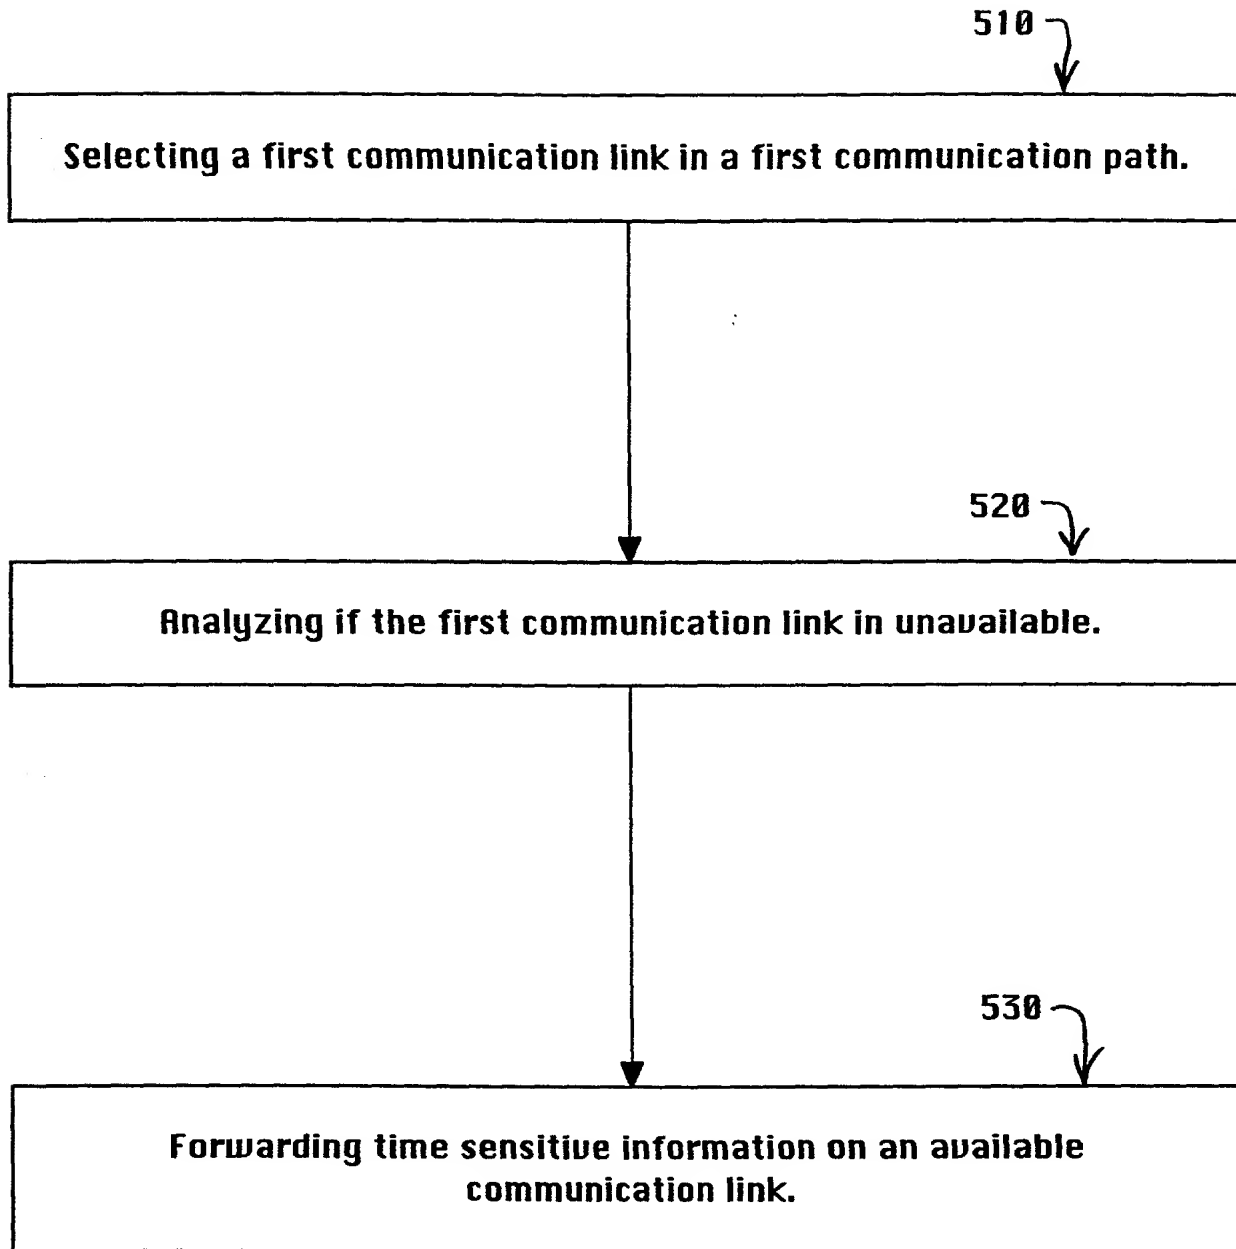 510
Selecting a first communication link in a first communication path.
520
Analyzing if the first communication link in unavailable.
530
Forwarding time sensitive information on an available
communication link.